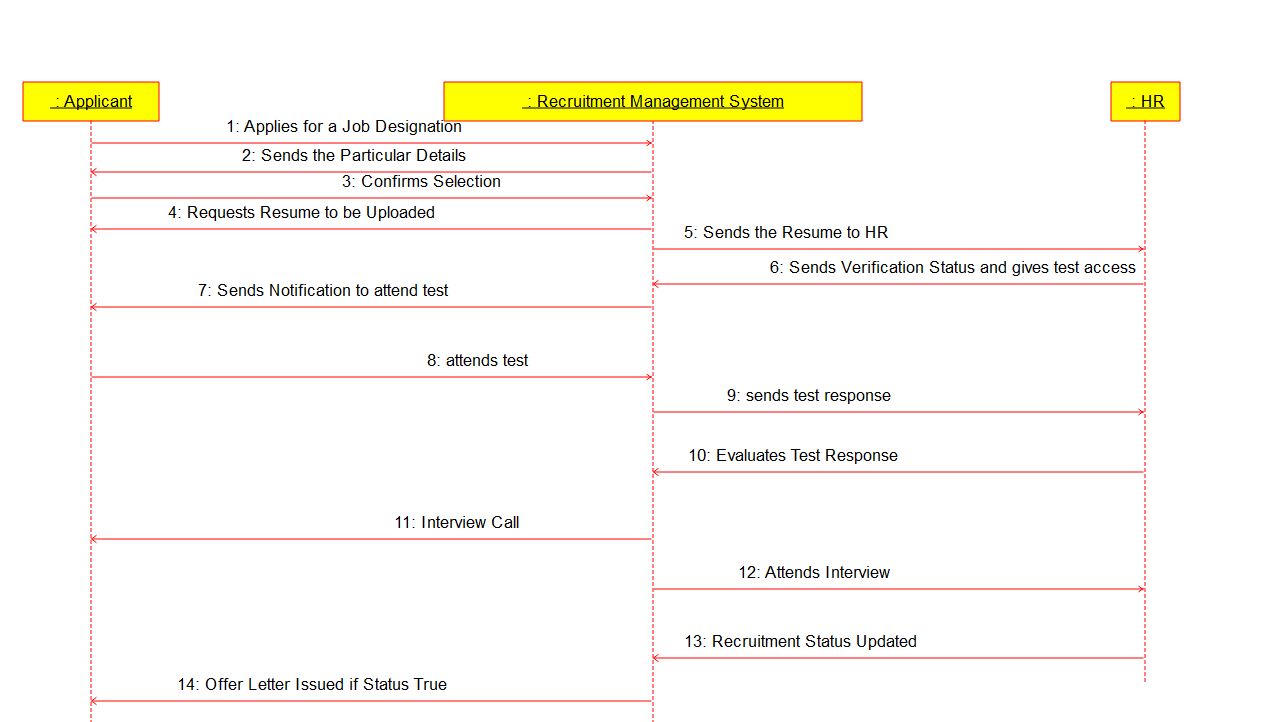 : Applicant
: Recruitment Management System
: HR
1: Applies for a Job Designation
2: Sends the Particular Details
3: Confirms Selection
4: Requests Resume to be Uploaded
5: Sends the Resume to HR
6: Sends Verification Status and gives test access
7: Sends Notification to attend test
8: attends test
9: sends test response
10: Evaluates Test Response
11: Interview Call
12: Attends Interview
13: Recruitment Status Updated
14: Offer Letter Issued if Status True